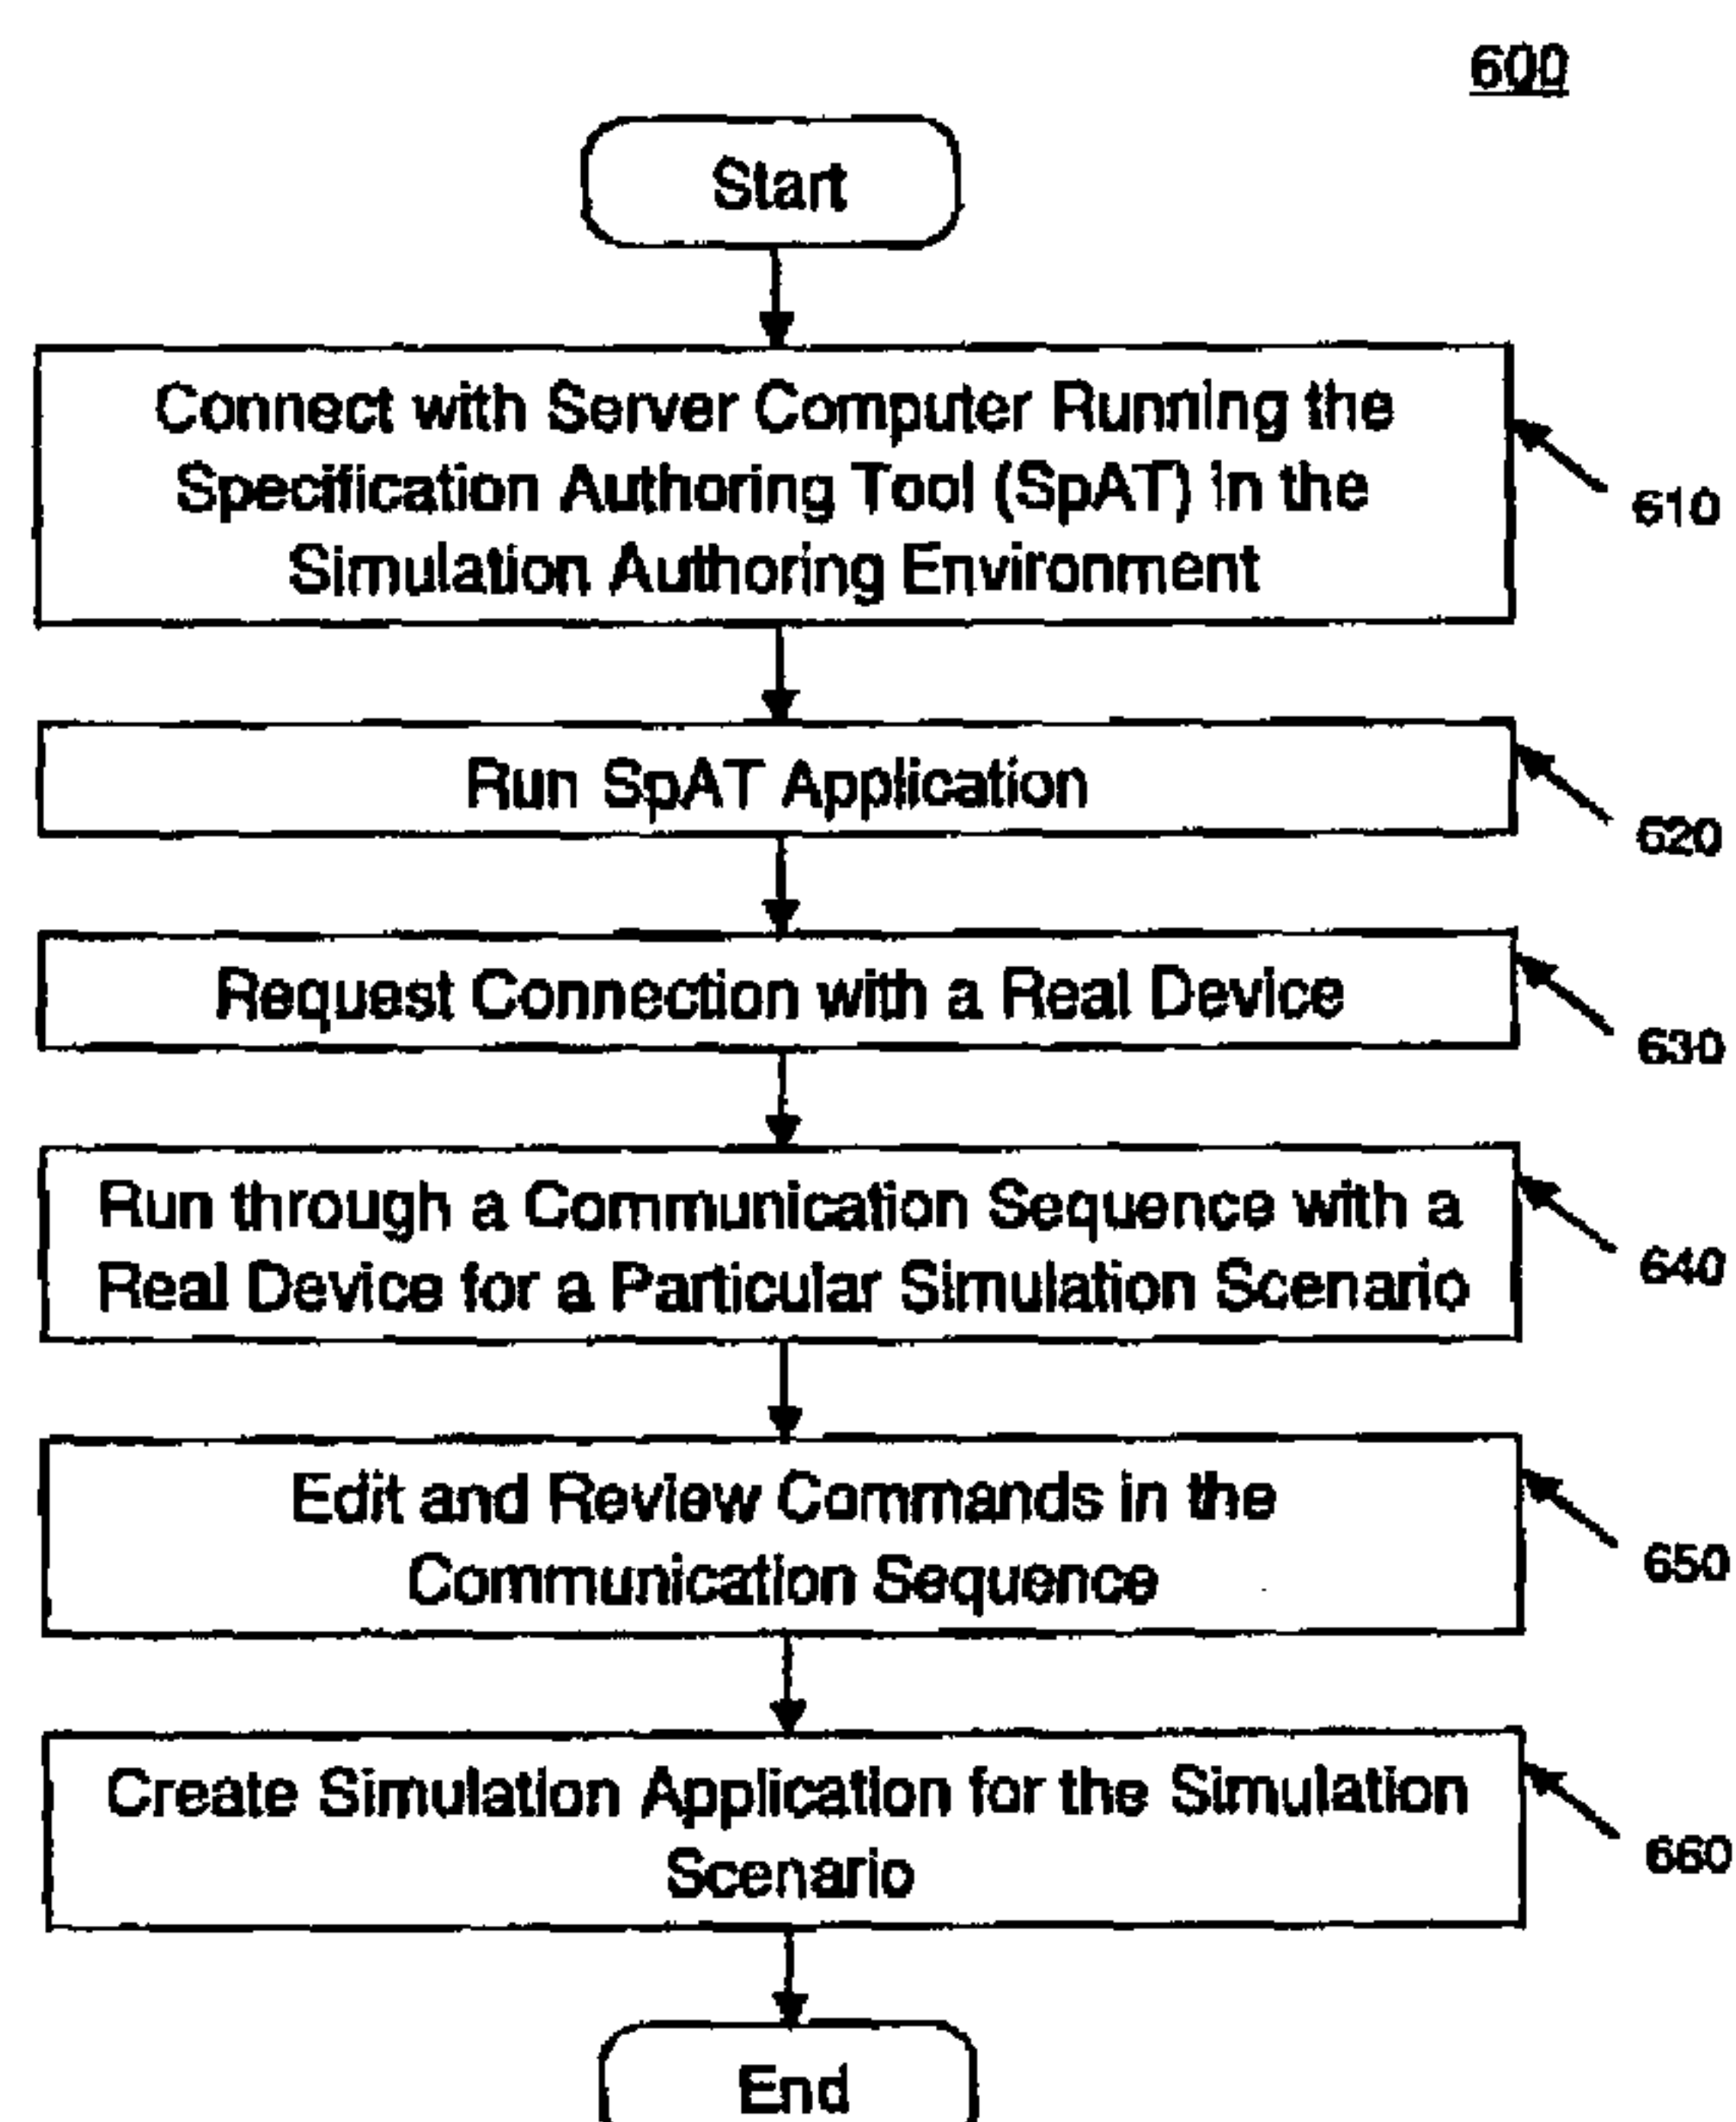 600
Start
Connect with Server Computer Running the
Specification Authoring Tool (SpAT) in the
Simulation Authoring Environment
610
Run SpAT Application
620
Request Connection with a Real Device
630
Run through a Communication Sequence with a
Real Device for a Particular Simulation Scenario
640
Edit and Review Commands in the
Communication Sequence
650
Create Simulation Application for the Simulation
Scenario
660
End